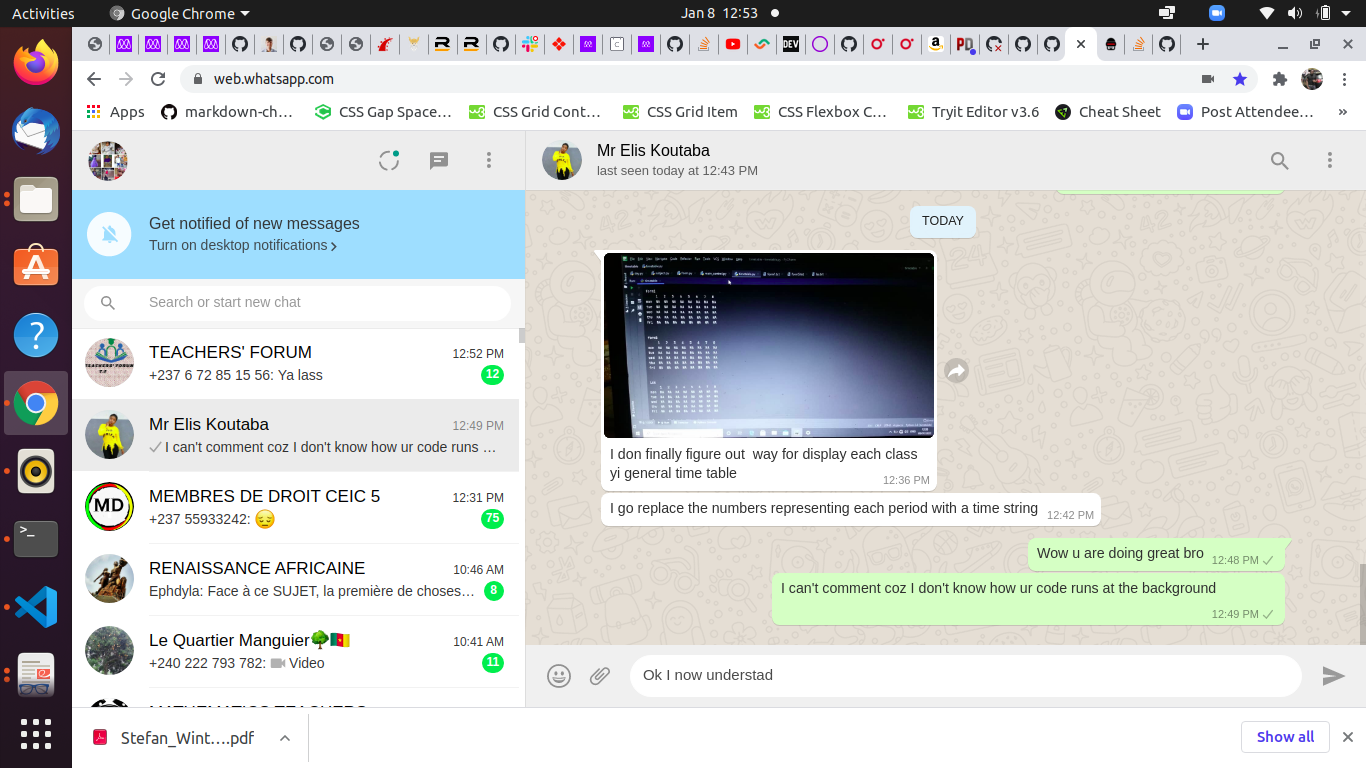 Activities
Google Chrome
Jan 8 12:53
web.whatsapp.com
Apps
markdown-ch…
CSS Gap Space…
CSS Grid Cont…
CSS Grid Item
CSS Flexbox C…
Tryit Editor v3.6
Cheat Sheet
Post Attendee…
»
Get notified of new messages
Turn on desktop notifications
Search or start new chat
TEACHERS' FORUM
12:52 PM
+237 6 72 85 15 56: Ya lass
12
Mr Elis Koutaba
12:49 PM
I can't comment coz I don't know how ur code runs …
MD
MEMBRES DE DROIT CEIC 5
12:31 PM
+237 55933242: 😔
75
RENAISSANCE AFRICAINE
10:46 AM
Ephdyla: Face à ce SUJET, la première de choses…
8
Le Quartier Manguier🌳🇨🇲
10:41 AM
+240 222 793 782: Video
11
Mr Elis Koutaba
last seen today at 12:43 PM
TODAY
I don finally figure out way for display each class
yi general time table
12:36 PM
I go replace the numbers representing each period with a time string
12:42 PM
Wow u are doing great bro
12:48 PM
I can't comment coz I don't know how ur code runs at the background
12:49 PM
Ok I now understad
Stefan_Wint….pdf
Show all